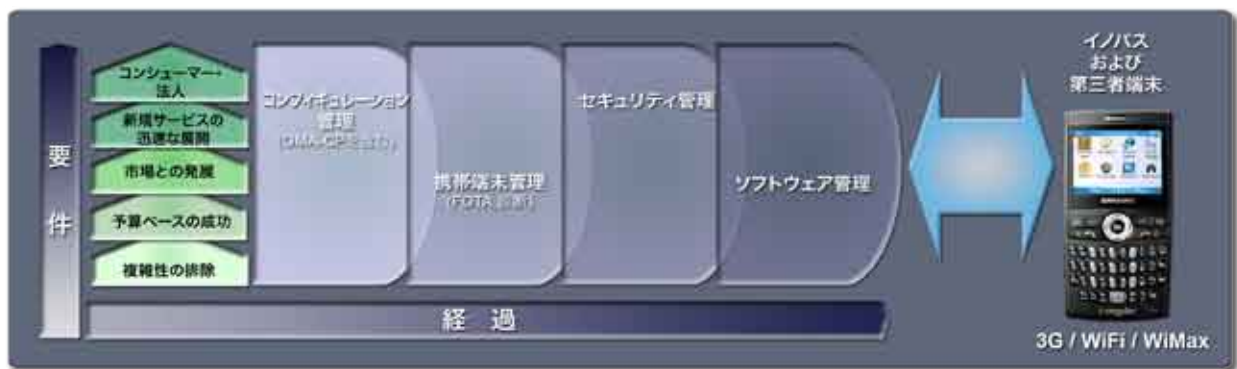 要件
コンシューマー・
法人
新規サービスの
迅速な展開
市場との発展
予算ベースの成功
複雑性の排除
コンフィギュレーション
管理
携帯端末管理
セキュリティ管理
ソフトウェア管理
経過
イノパス
および
第三者端末
3G / WiFi / WiMax